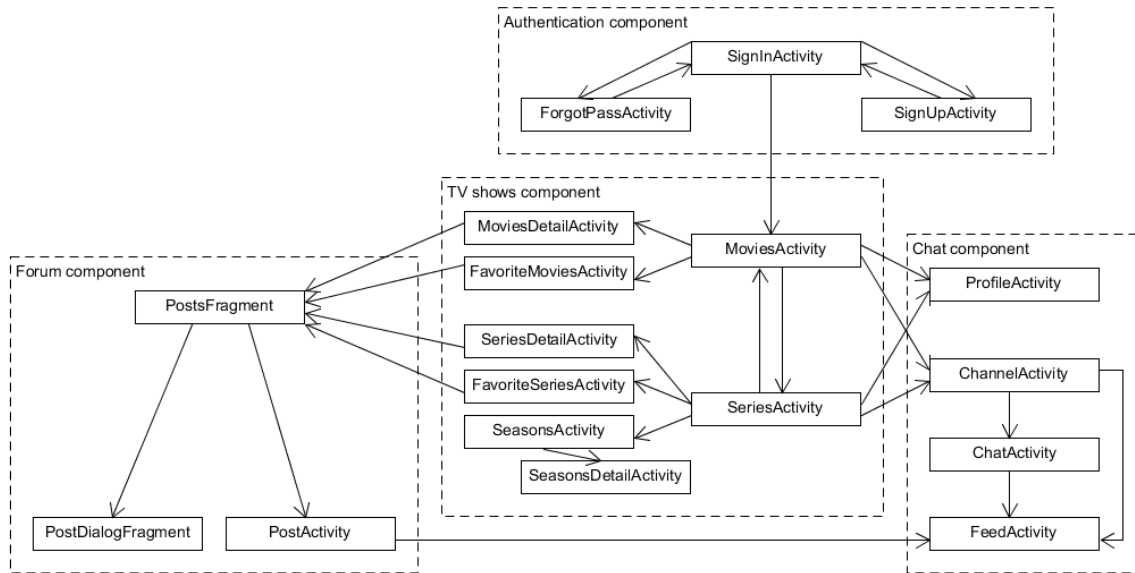 Authentication component
SignInActivity
ForgotPassActivity
SignUpActivity
TV shows component
MoviesDetailActivity
MoviesActivity
FavoriteMoviesActivity
SeriesDetailActivity
FavoriteSeriesActivity
SeriesActivity
SeasonsActivity
SeasonsDetailActivity
Forum component
PostsFragment
PostDialogFragment
PostActivity
Chat component
ProfileActivity
ChannelActivity
ChatActivity
FeedActivity